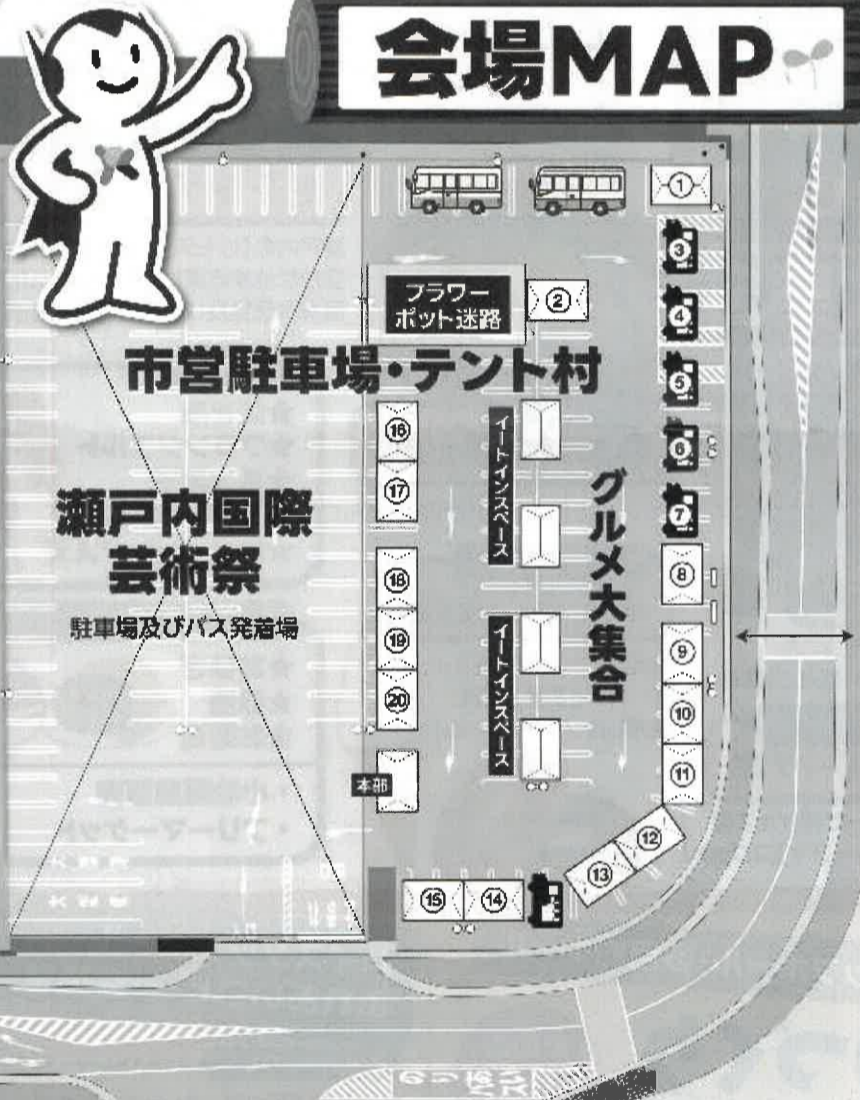 会場MAP
①
③
フラワー
ポット迷路
②
④
市営駐車場・テント村
⑤
⑯
イートインスペース
⑥
⑰
グルメ大集合
⑦
瀬戸内国際
芸術祭
駐車場及びバス発着場
⑧
⑱
⑲
⑳
イートインスペース
⑨
⑩
⑪
本部
⑫
⑬
⑮
⑭